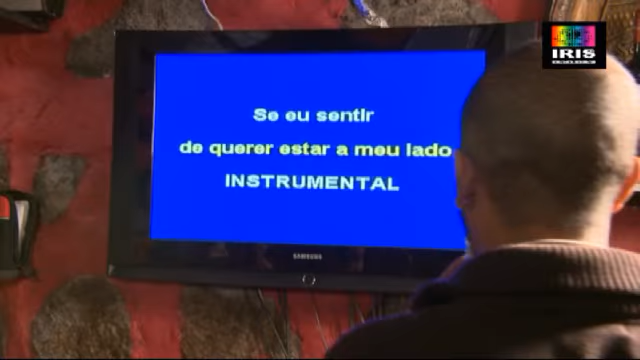 IRIS
Se eu sentir
de querer estar a meu lado
INSTRUMENTAL
SAMSUNG